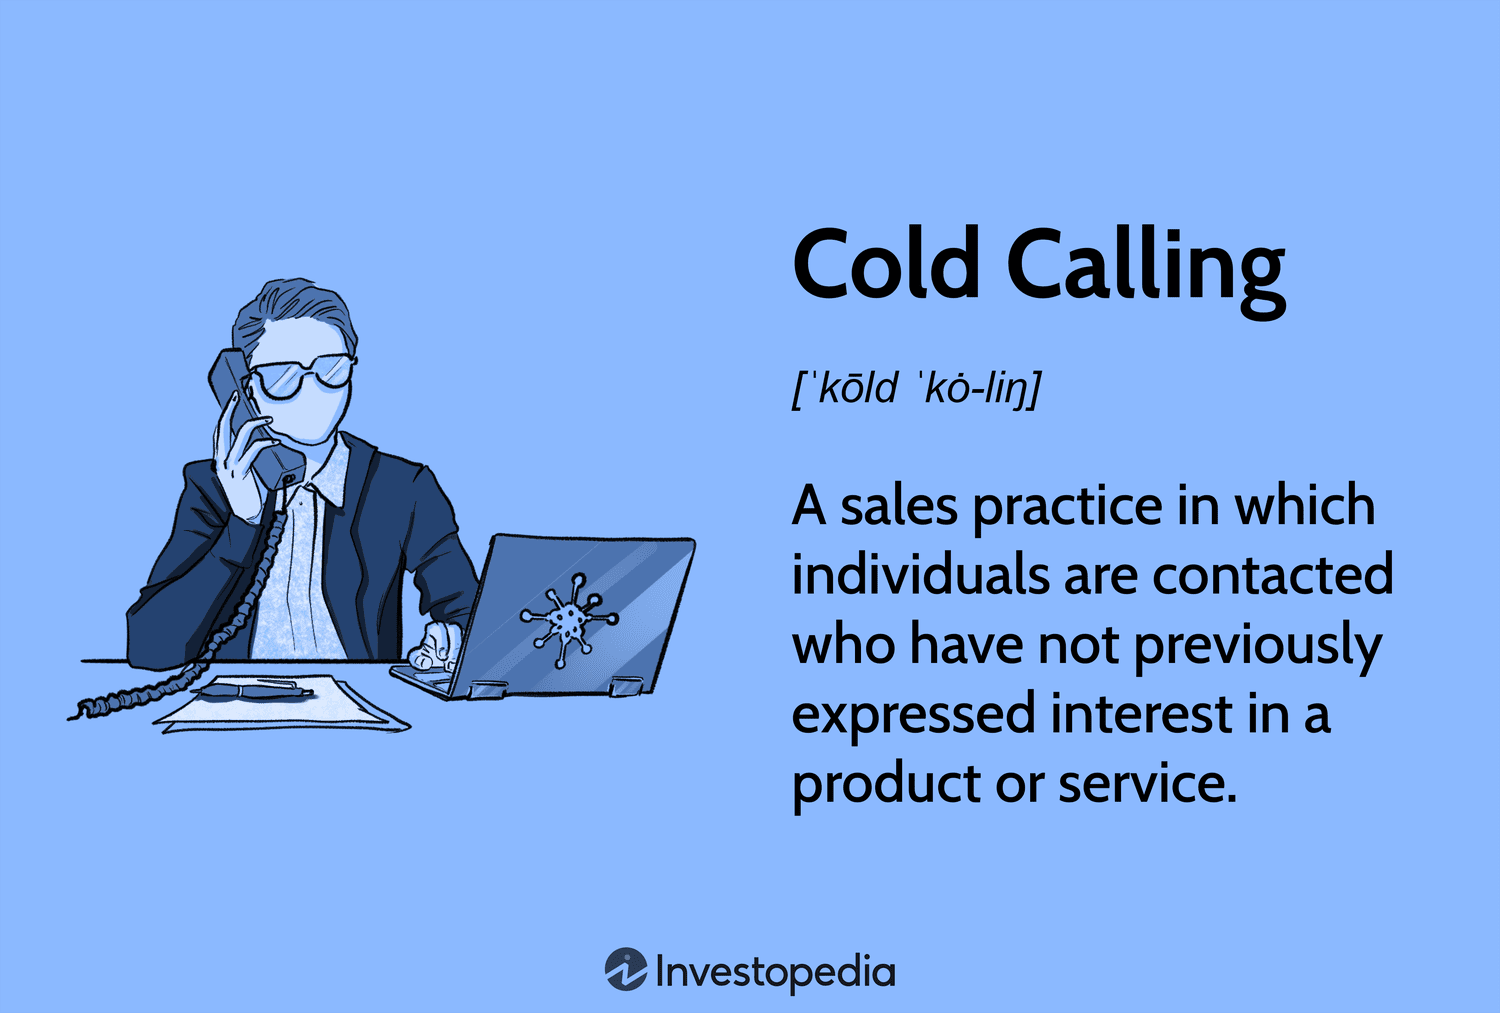 Cold Calling
[ˈkōld ˈkȯ-liŋ]
A sales practice in which
individuals are contacted
who have not previously
expressed interest in a
product or service.
Investopedia